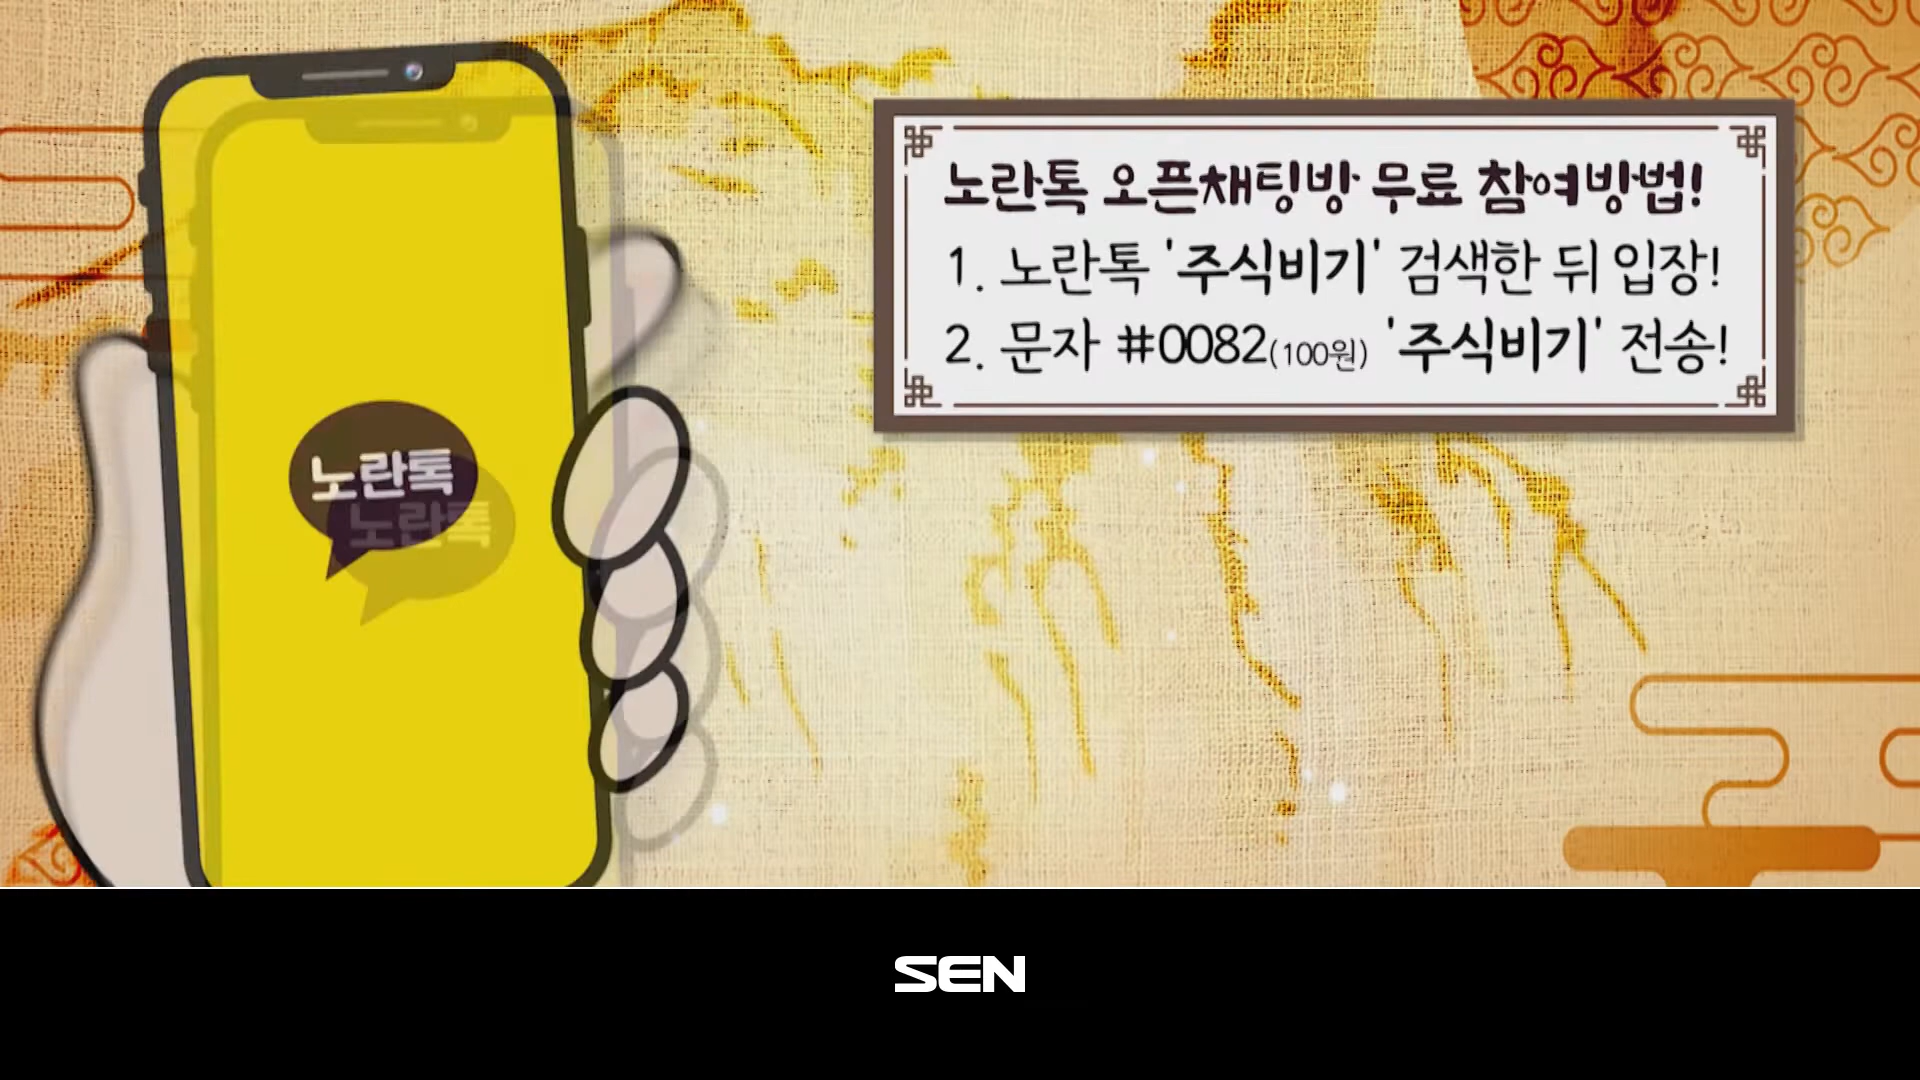 노란톡 오픈채팅방 무료 참여방법!
1. 노란톡 '주식비기' 검색한 뒤 입장!
2. 문자 #0082(100원) '주식비기' 전송!
노란톡
노란톡
SEN